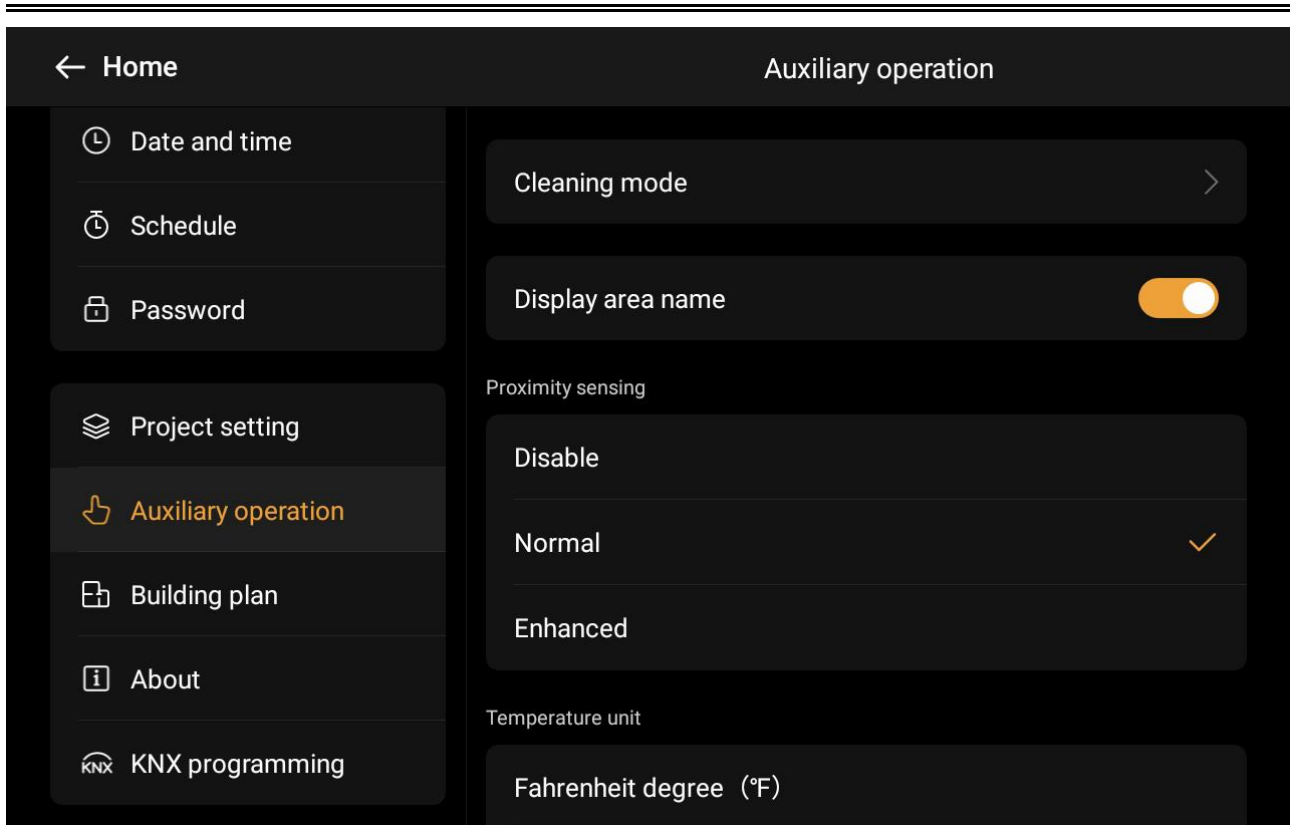 Home
Auxiliary operation
Date and time
Schedule
Password
Project setting
Auxiliary operation
Building plan
About
KNX KNX programming
Cleaning mode
Display area name
Proximity sensing
Disable
Normal
Enhanced
Temperature unit
Fahrenheit degree（℉）